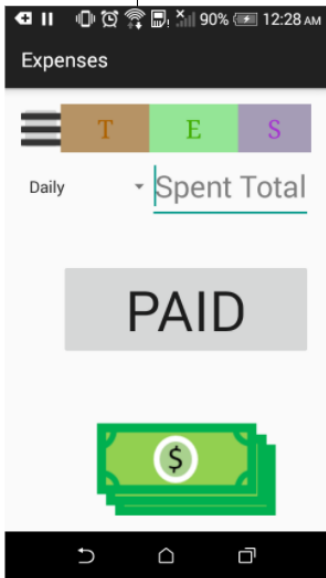 90% 12:28 AM
Expenses
T E S
Daily Spent Total
PAID
$